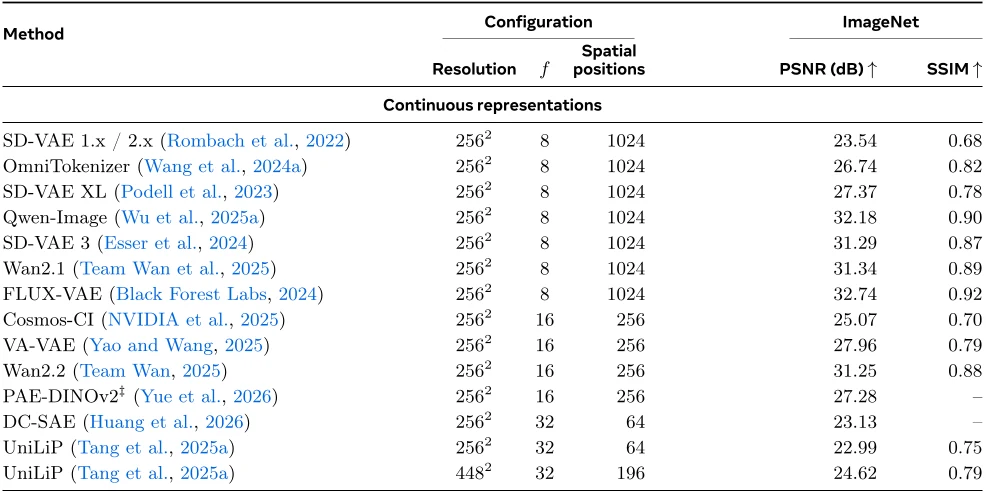 Method Configuration ImageNet
Resolution f Spatial positions PSNR (dB) ↑ SSIM ↑
Continuous representations
SD-VAE 1.x / 2.x (Rombach et al., 2022) 256² 8 1024 23.54 0.68
OmniTokenizer (Wang et al., 2024a) 256² 8 1024 26.74 0.82
SD-VAE XL (Podell et al., 2023) 256² 8 1024 27.37 0.78
Qwen-Image (Wu et al., 2025a) 256² 8 1024 32.18 0.90
SD-VAE 3 (Esser et al., 2024) 256² 8 1024 31.29 0.87
Wan2.1 (Team Wan et al., 2025) 256² 8 1024 31.34 0.89
FLUX-VAE (Black Forest Labs, 2024) 256² 8 1024 32.74 0.92
Cosmos-CI (NVIDIA et al., 2025) 256² 16 256 25.07 0.70
VA-VAE (Yao and Wang, 2025) 256² 16 256 27.96 0.79
Wan2.2 (Team Wan, 2025) 256² 16 256 31.25 0.88
PAE-DINOv2‡ (Yue et al., 2026) 256² 16 256 27.28 –
DC-SAE (Huang et al., 2026) 256² 32 64 23.13 –
UniLiP (Tang et al., 2025a) 256² 32 64 22.99 0.75
UniLiP (Tang et al., 2025a) 448² 32 196 24.62 0.79